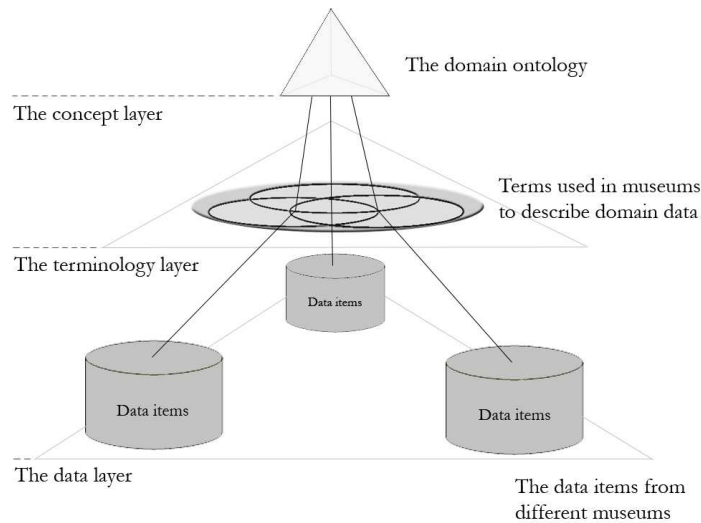 The domain ontology
The concept layer
Terms used in museums
to describe domain data
The terminology layer
Data items
Data items
Data items
The data layer
The data items from
different museums